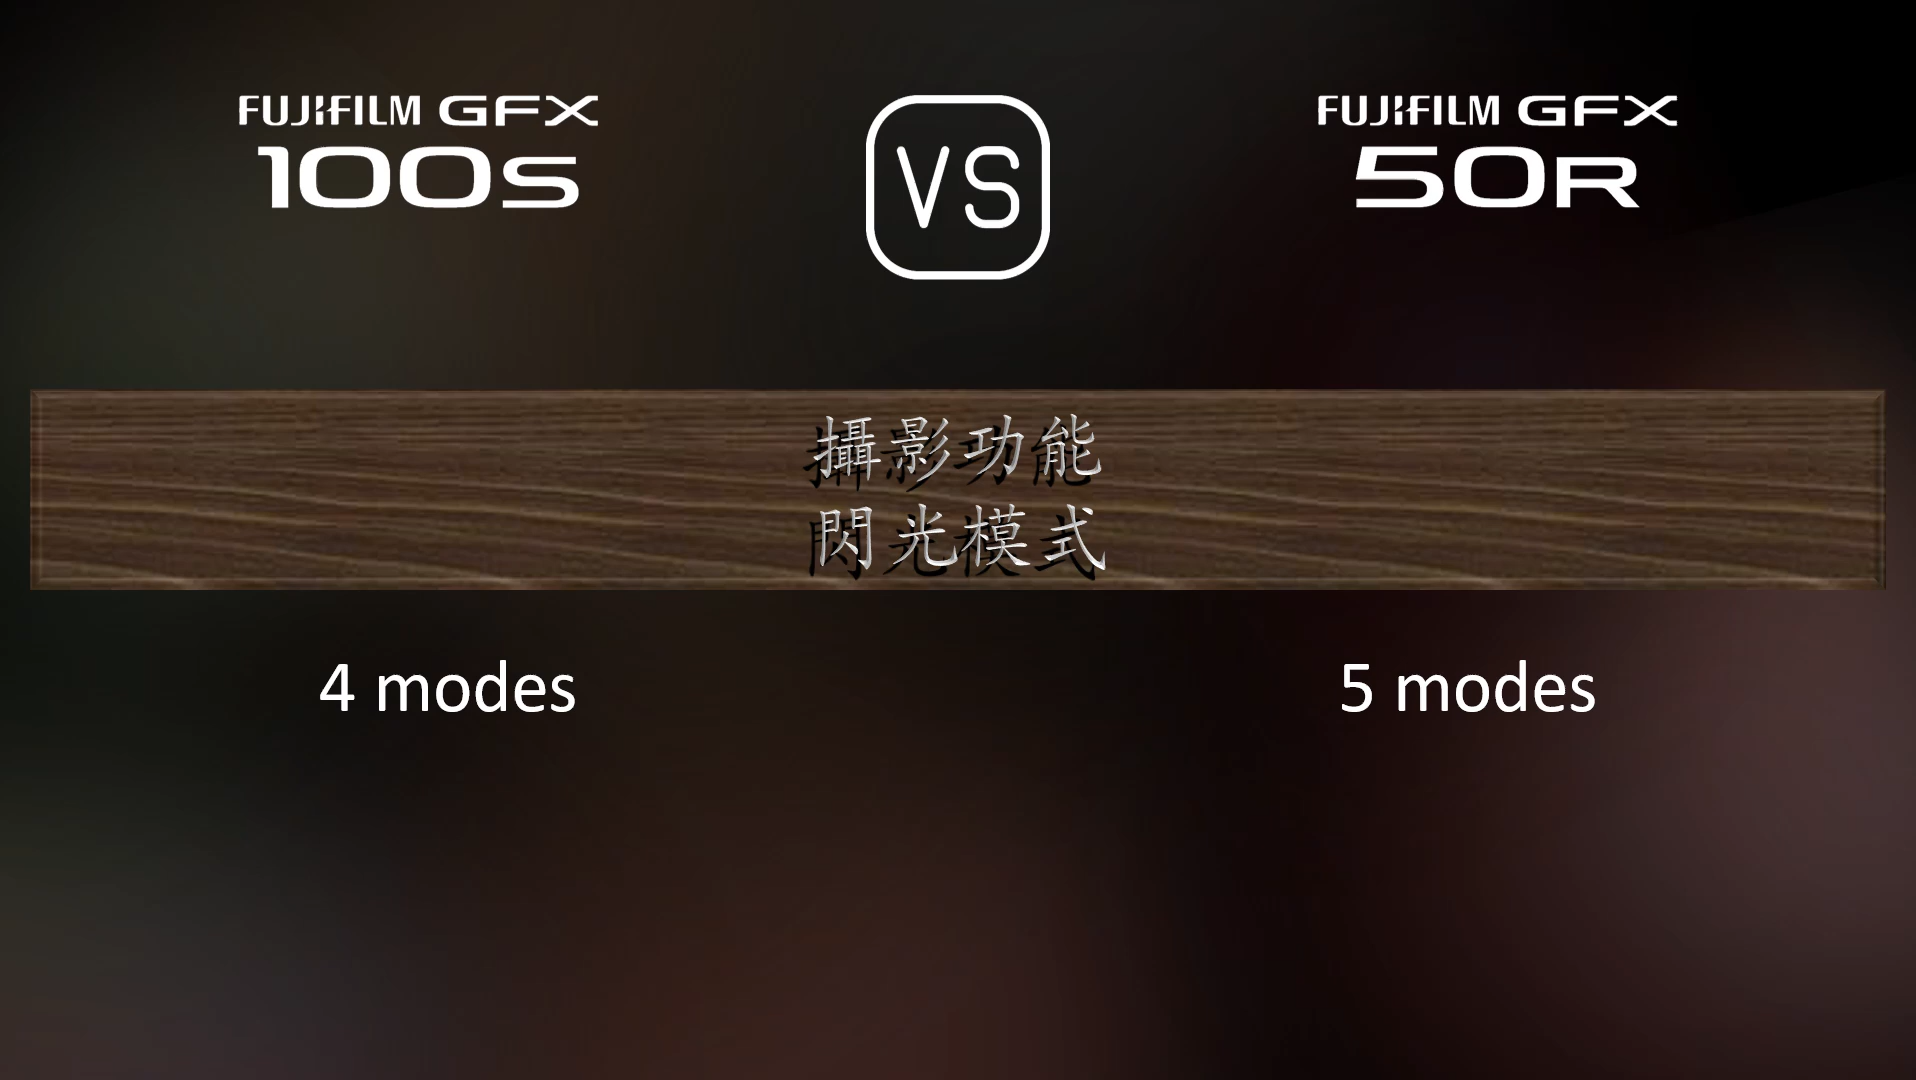 FUJIFILM GFX
100S
VS
FUJIFILM GFX
50R
攝影功能
閃光模式
4 modes
5 modes